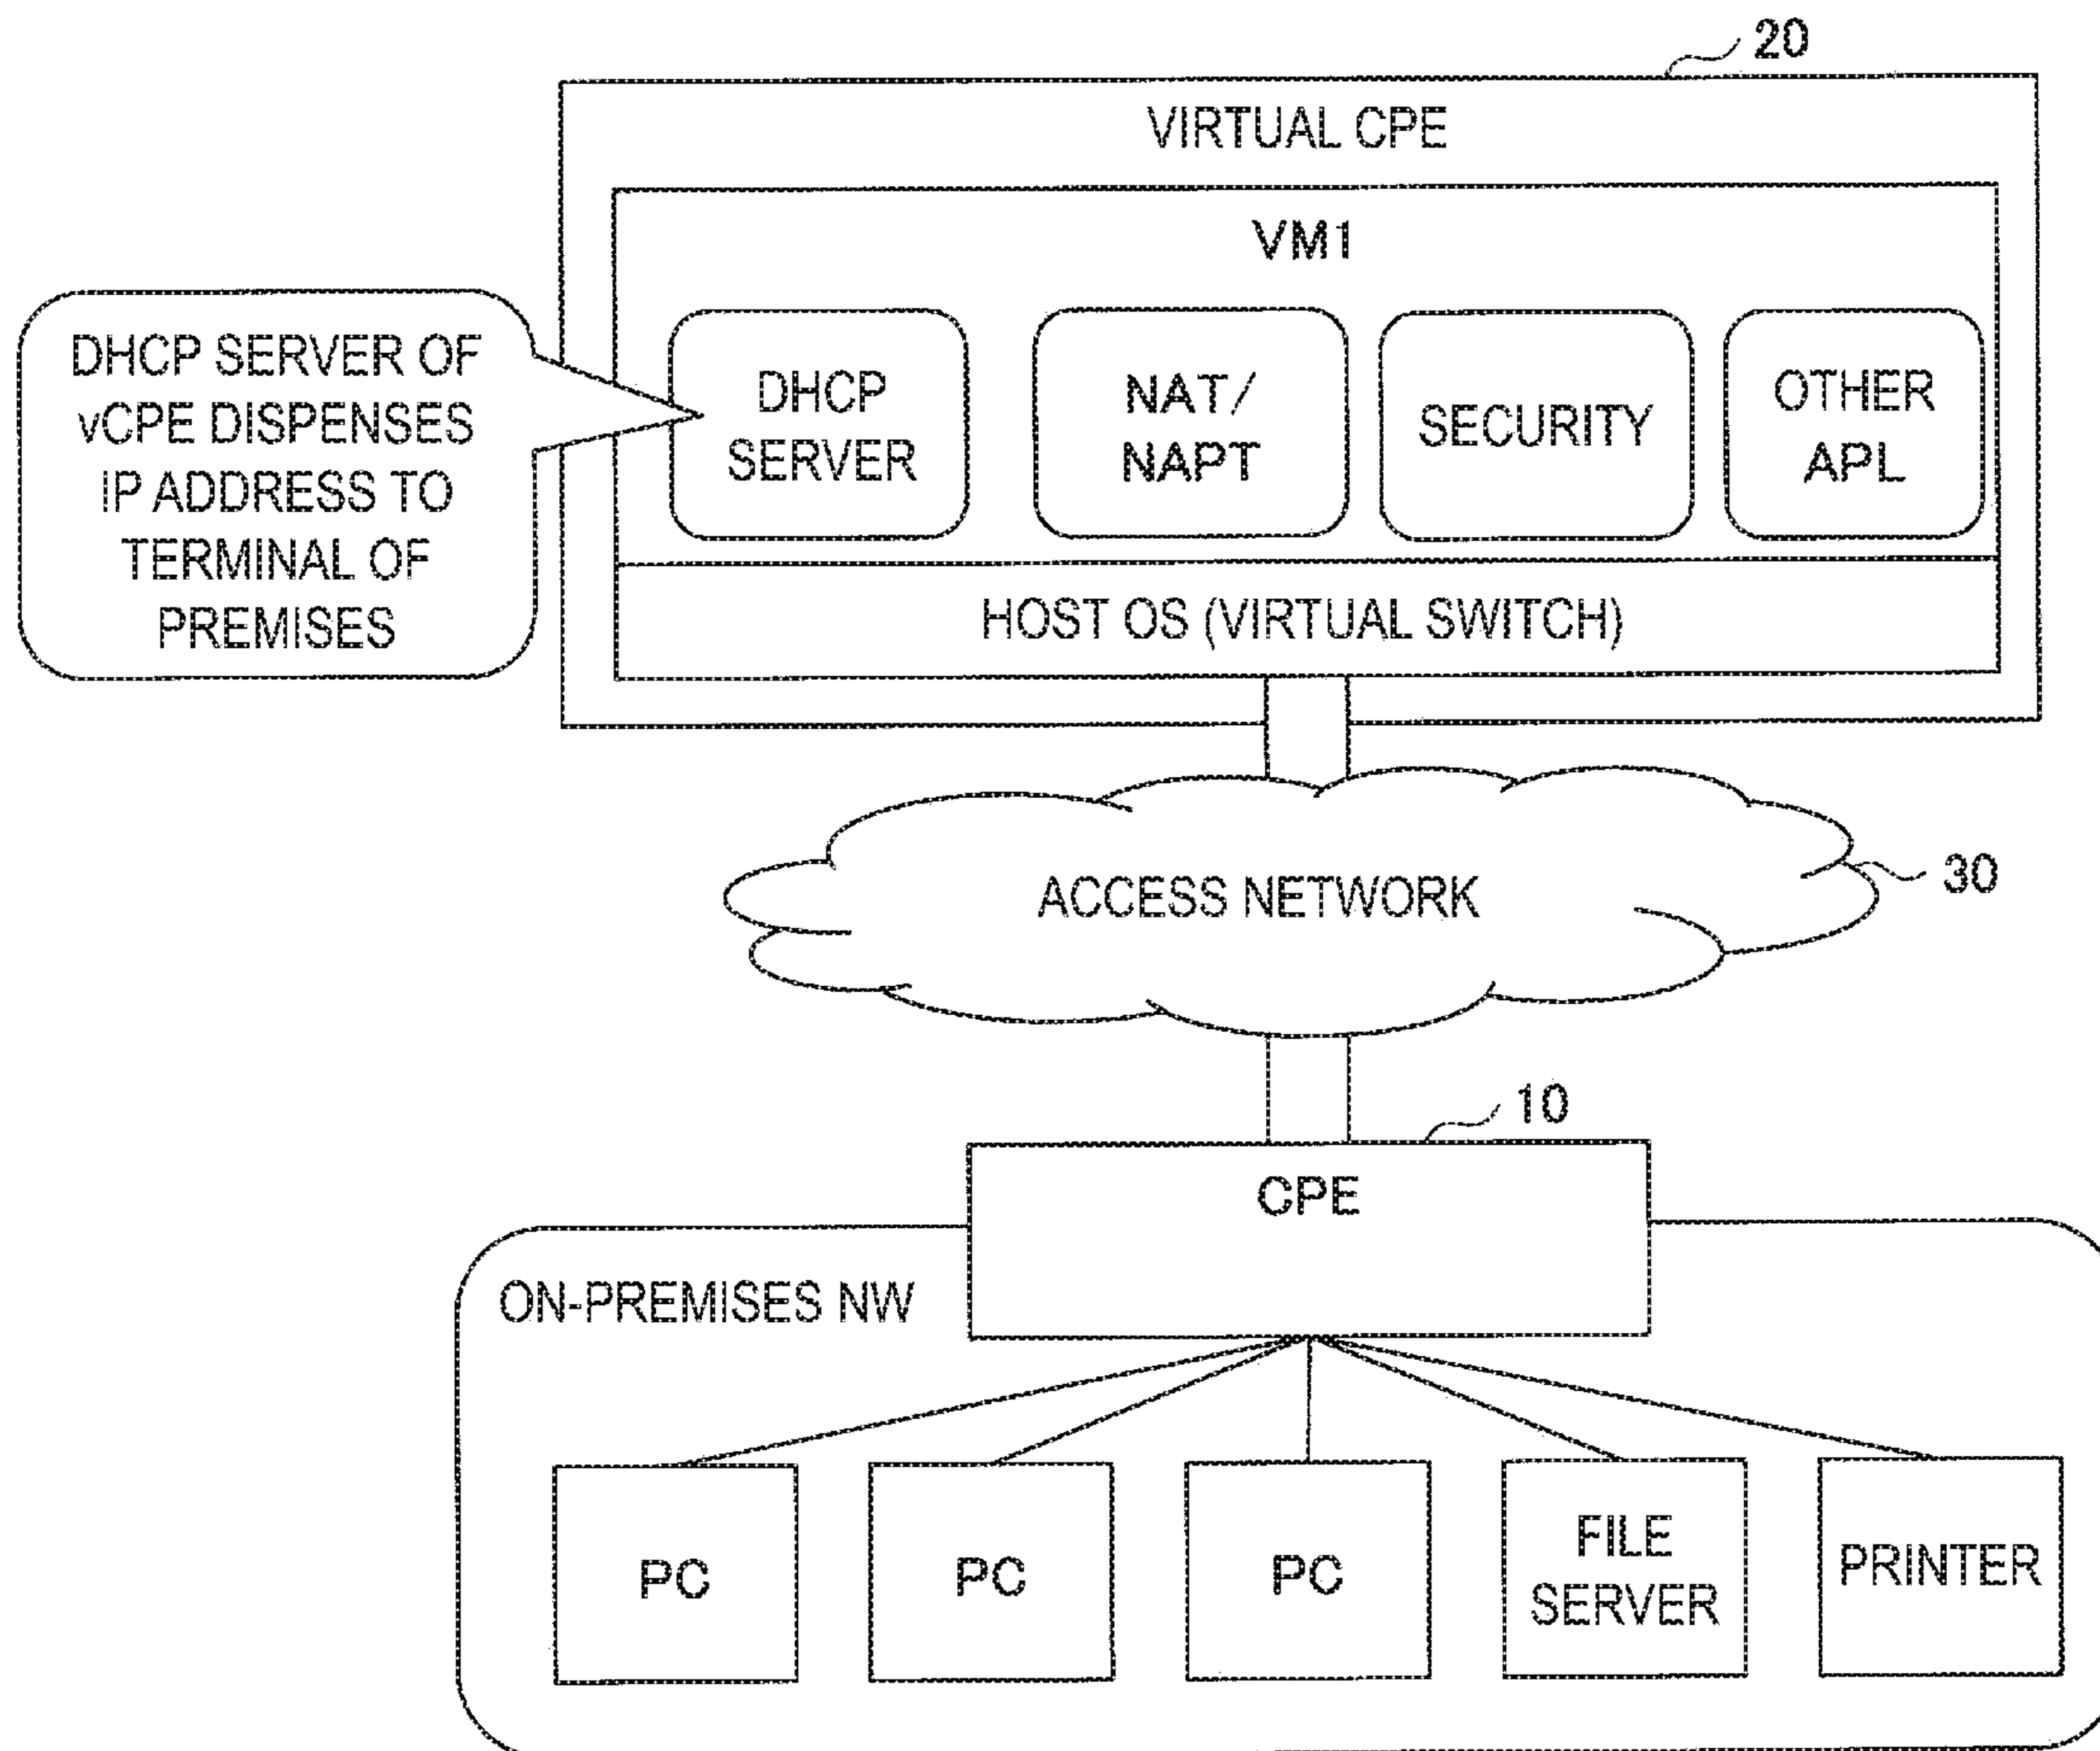 20
VIRTUAL CPE
VM1
DHCP SERVER OF
vCPE DISPENSES
IP ADDRESS TO
TERMINAL OF
PREMISES
DHCP
SERVER
NAT/
NAPT
SECURITY
OTHER
APL
HOST OS (VIRTUAL SWITCH)
ACCESS NETWORK
30
10
CPE
ON-PREMISES NW
PC
PC
PC
FILE
SERVER
PRINTER